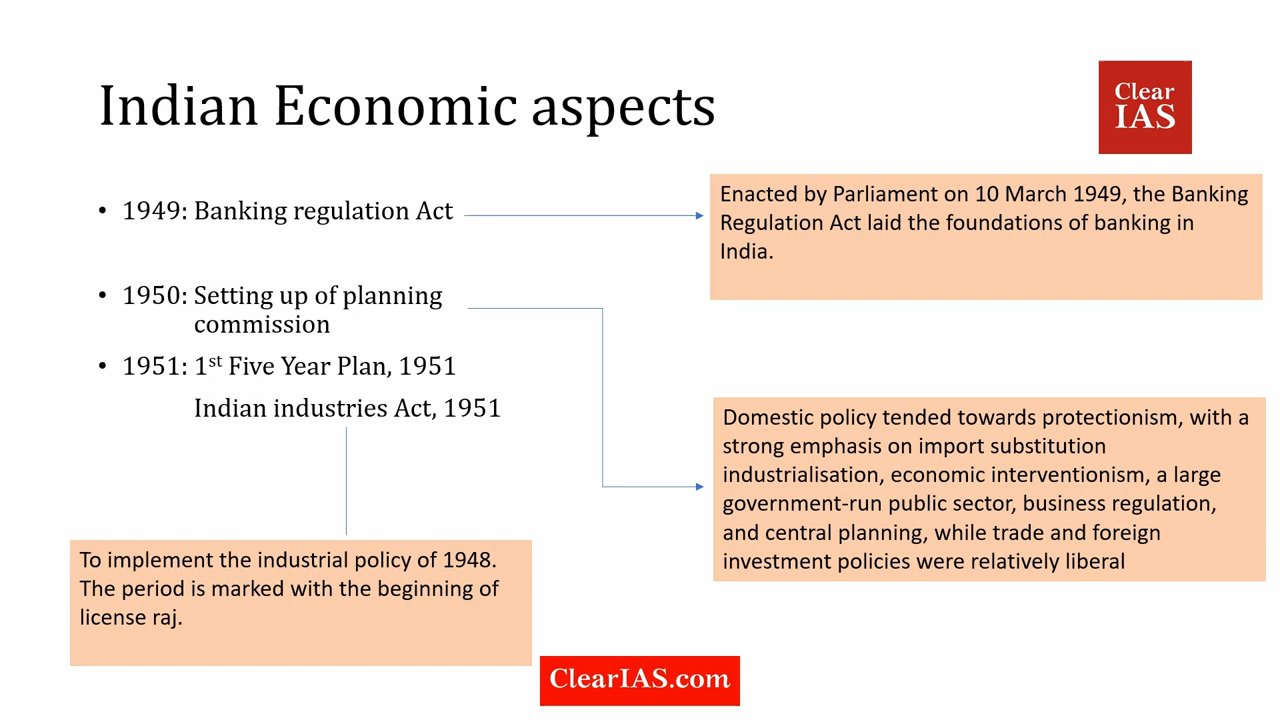 Indian Economic aspects
Clear
IAS
• 1949: Banking regulation Act
Enacted by Parliament on 10 March 1949, the Banking
Regulation Act laid the foundations of banking in
India.
• 1950: Setting up of planning
commission
• 1951: 1st Five Year Plan, 1951
Indian industries Act, 1951
Domestic policy tended towards protectionism, with a
strong emphasis on import substitution
industrialisation, economic interventionism, a large
government-run public sector, business regulation,
and central planning, while trade and foreign
investment policies were relatively liberal
To implement the industrial policy of 1948.
The period is marked with the beginning of
license raj.
ClearIAS.com